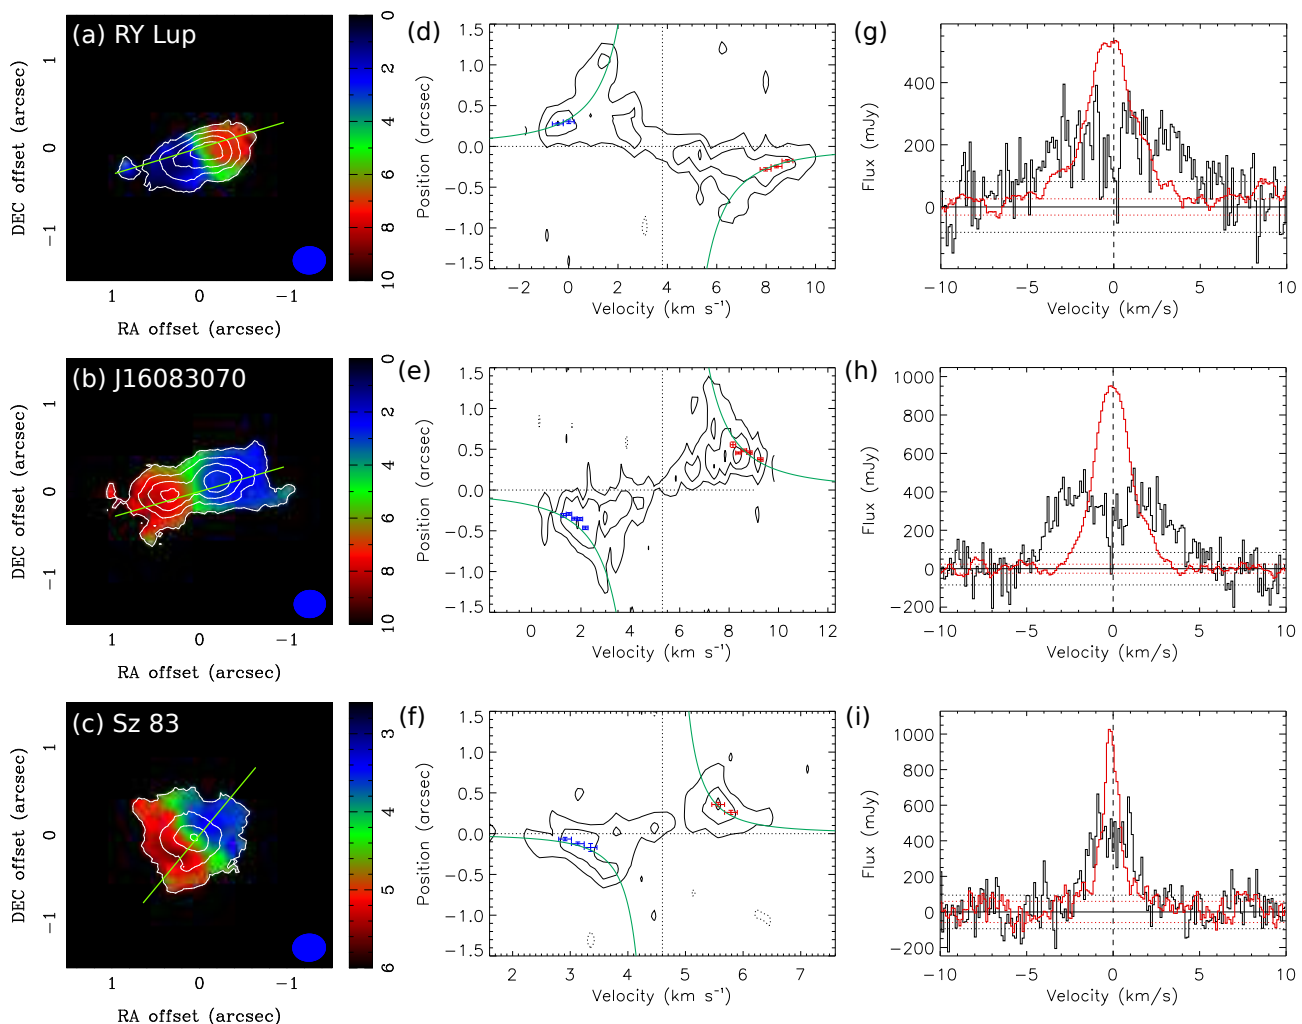 (a) RY Lup
DEC offset (arcsec)
1
0
−1
1 0 −1
RA offset (arcsec)
0
2
4
6
8
10
(d)
Position (arcsec)
1.5
1.0
0.5
0.0
−0.5
−1.0
−1.5
−2 0 2 4 6 8 10
Velocity (km s⁻¹)
(g)
Flux (mJy)
400
200
0
−10 −5 0 5 10
Velocity (km/s)
(b) J16083070
DEC offset (arcsec)
1
0
−1
1 0 −1
RA offset (arcsec)
0
2
4
6
8
10
(e)
Position (arcsec)
1.5
1.0
0.5
0.0
−0.5
−1.0
−1.5
0 2 4 6 8 10 12
Velocity (km s⁻¹)
(h)
Flux (mJy)
1000
800
600
400
200
0
−200
−10 −5 0 5 10
Velocity (km/s)
(c) Sz 83
DEC offset (arcsec)
1
0
−1
1 0 −1
RA offset (arcsec)
3
4
5
6
(f)
Position (arcsec)
1.5
1.0
0.5
0.0
−0.5
−1.0
−1.5
2 3 4 5 6 7
Velocity (km s⁻¹)
(i)
Flux (mJy)
1000
800
600
400
200
0
−200
−10 −5 0 5 10
Velocity (km/s)